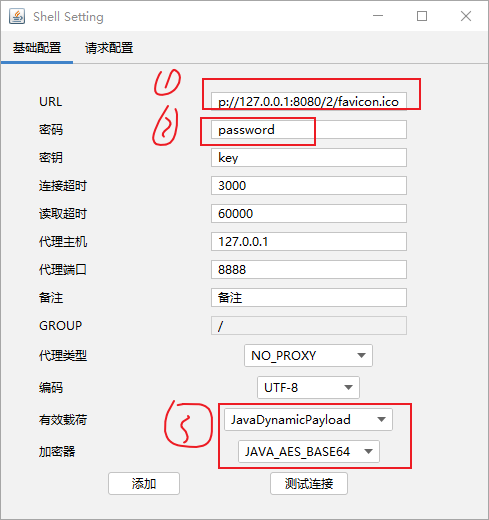 Shell Setting
基础配置 请求配置
1
URL p://127.0.0.1:8080/2/favicon.ico
2
密码 password
密钥 key
连接超时 3000
读取超时 60000
代理主机 127.0.0.1
代理端口 8888
备注 备注
GROUP /
代理类型 NO_PROXY
编码 UTF-8
有效载荷 JavaDynamicPayload
加密器 JAVA_AES_BASE64
添加 测试连接